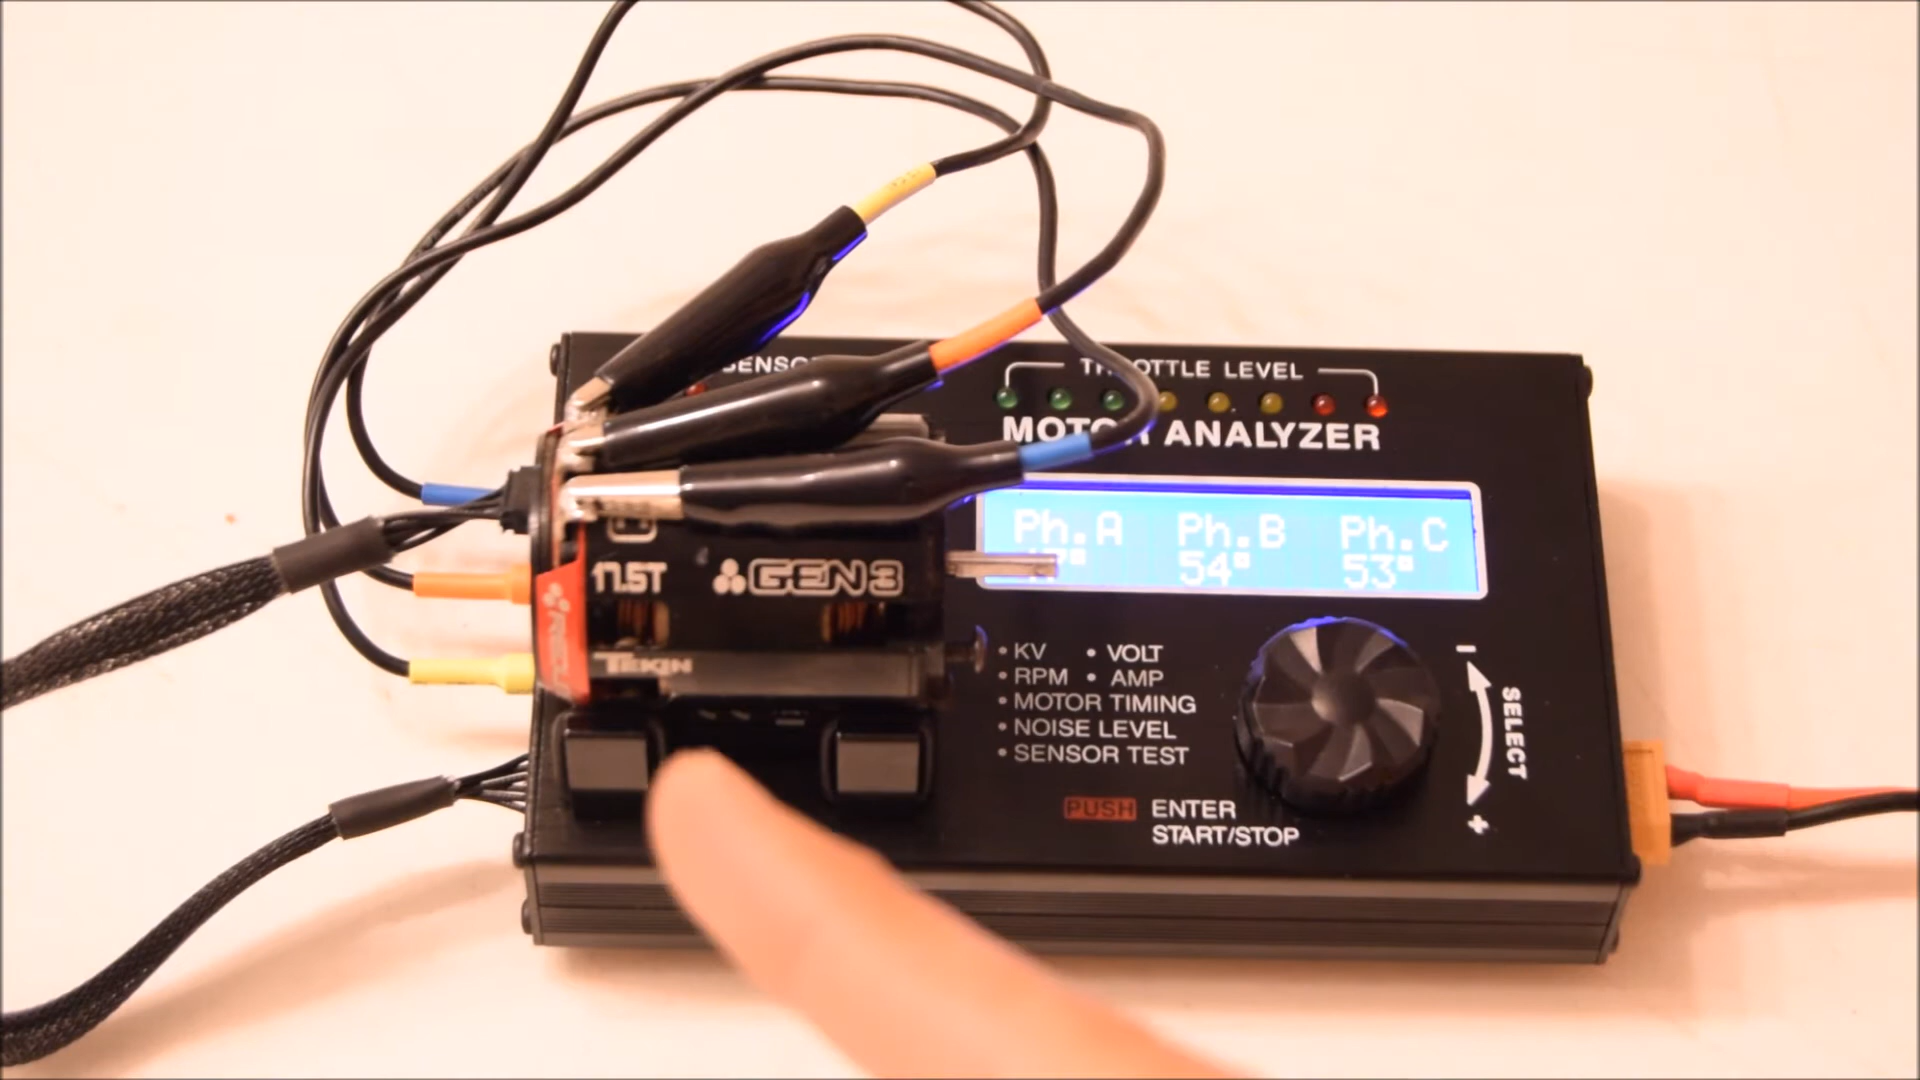 THROTTLE LEVEL
MOTOR ANALYZER
Ph.A Ph.B Ph.C
54° 53°
17.5T GEN3
TEKIN
• KV • VOLT
• RPM • AMP
• MOTOR TIMING
• NOISE LEVEL
• SENSOR TEST
PUSH ENTER
START/STOP
−
SELECT
+